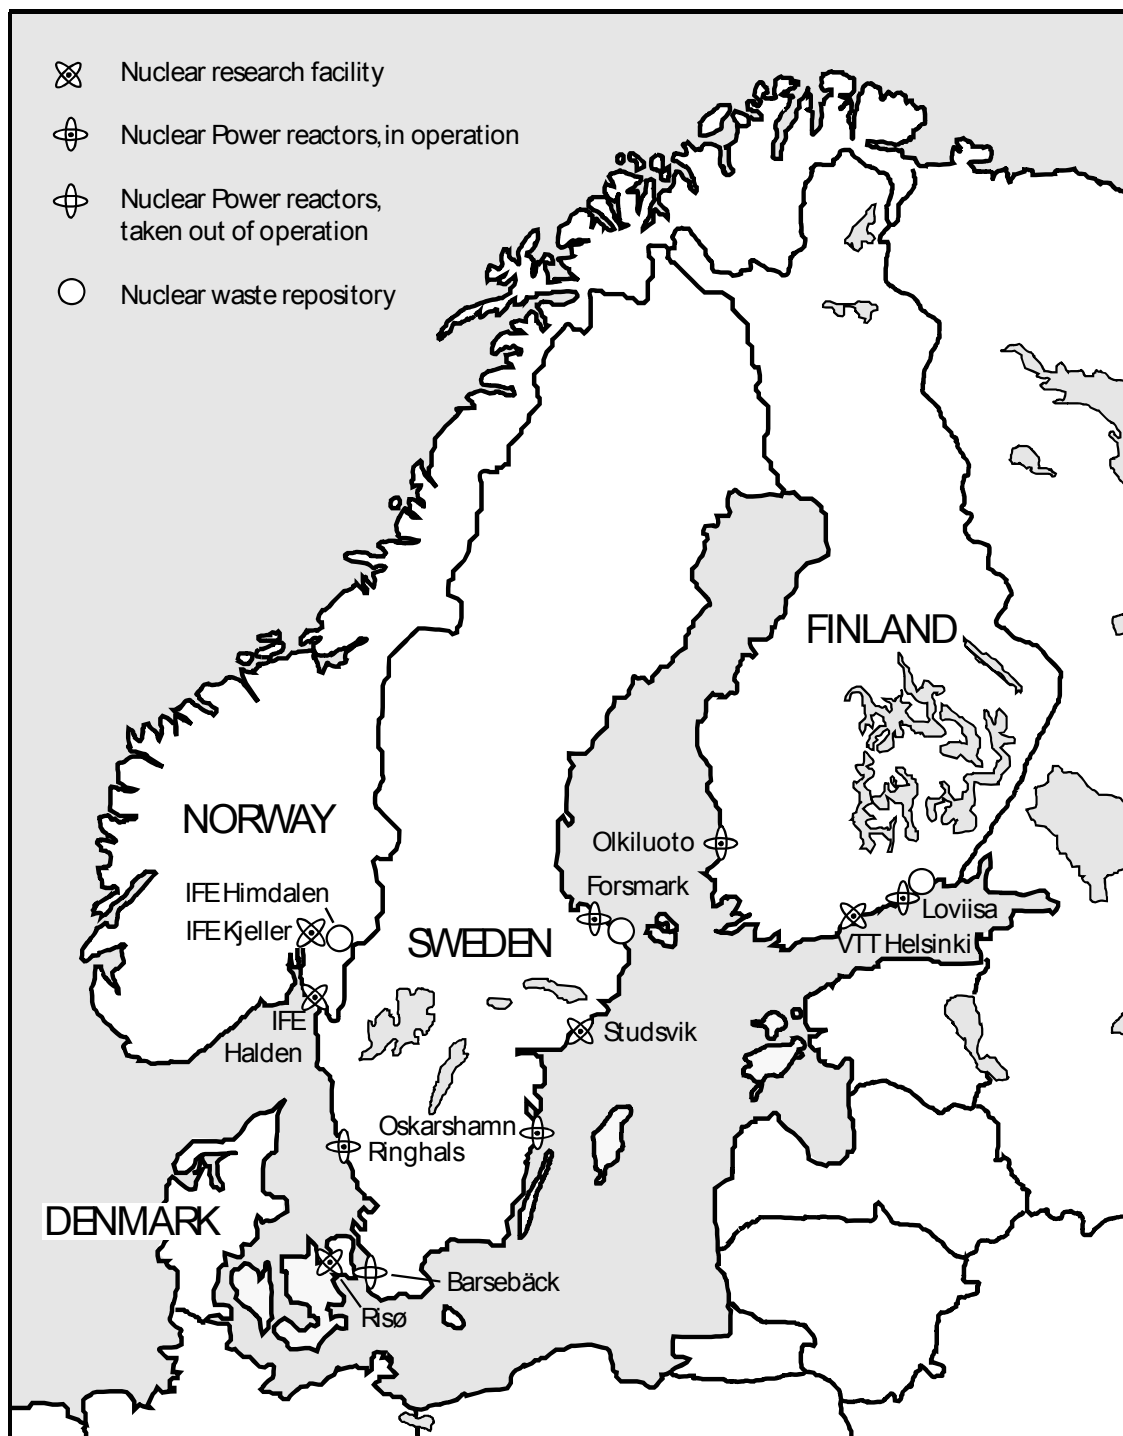 Nuclear research facility
Nuclear Power reactors, in operation
Nuclear Power reactors,
taken out of operation
Nuclear waste repository
FINLAND
NORWAY
Olkiluoto
Forsmark
IFE Himdalen
IFE Kjeller
Loviisa
SWEDEN
VTT Helsinki
IFE
Halden
Studsvik
Oskarshamn
Ringhals
DENMARK
Barsebäck
Risø